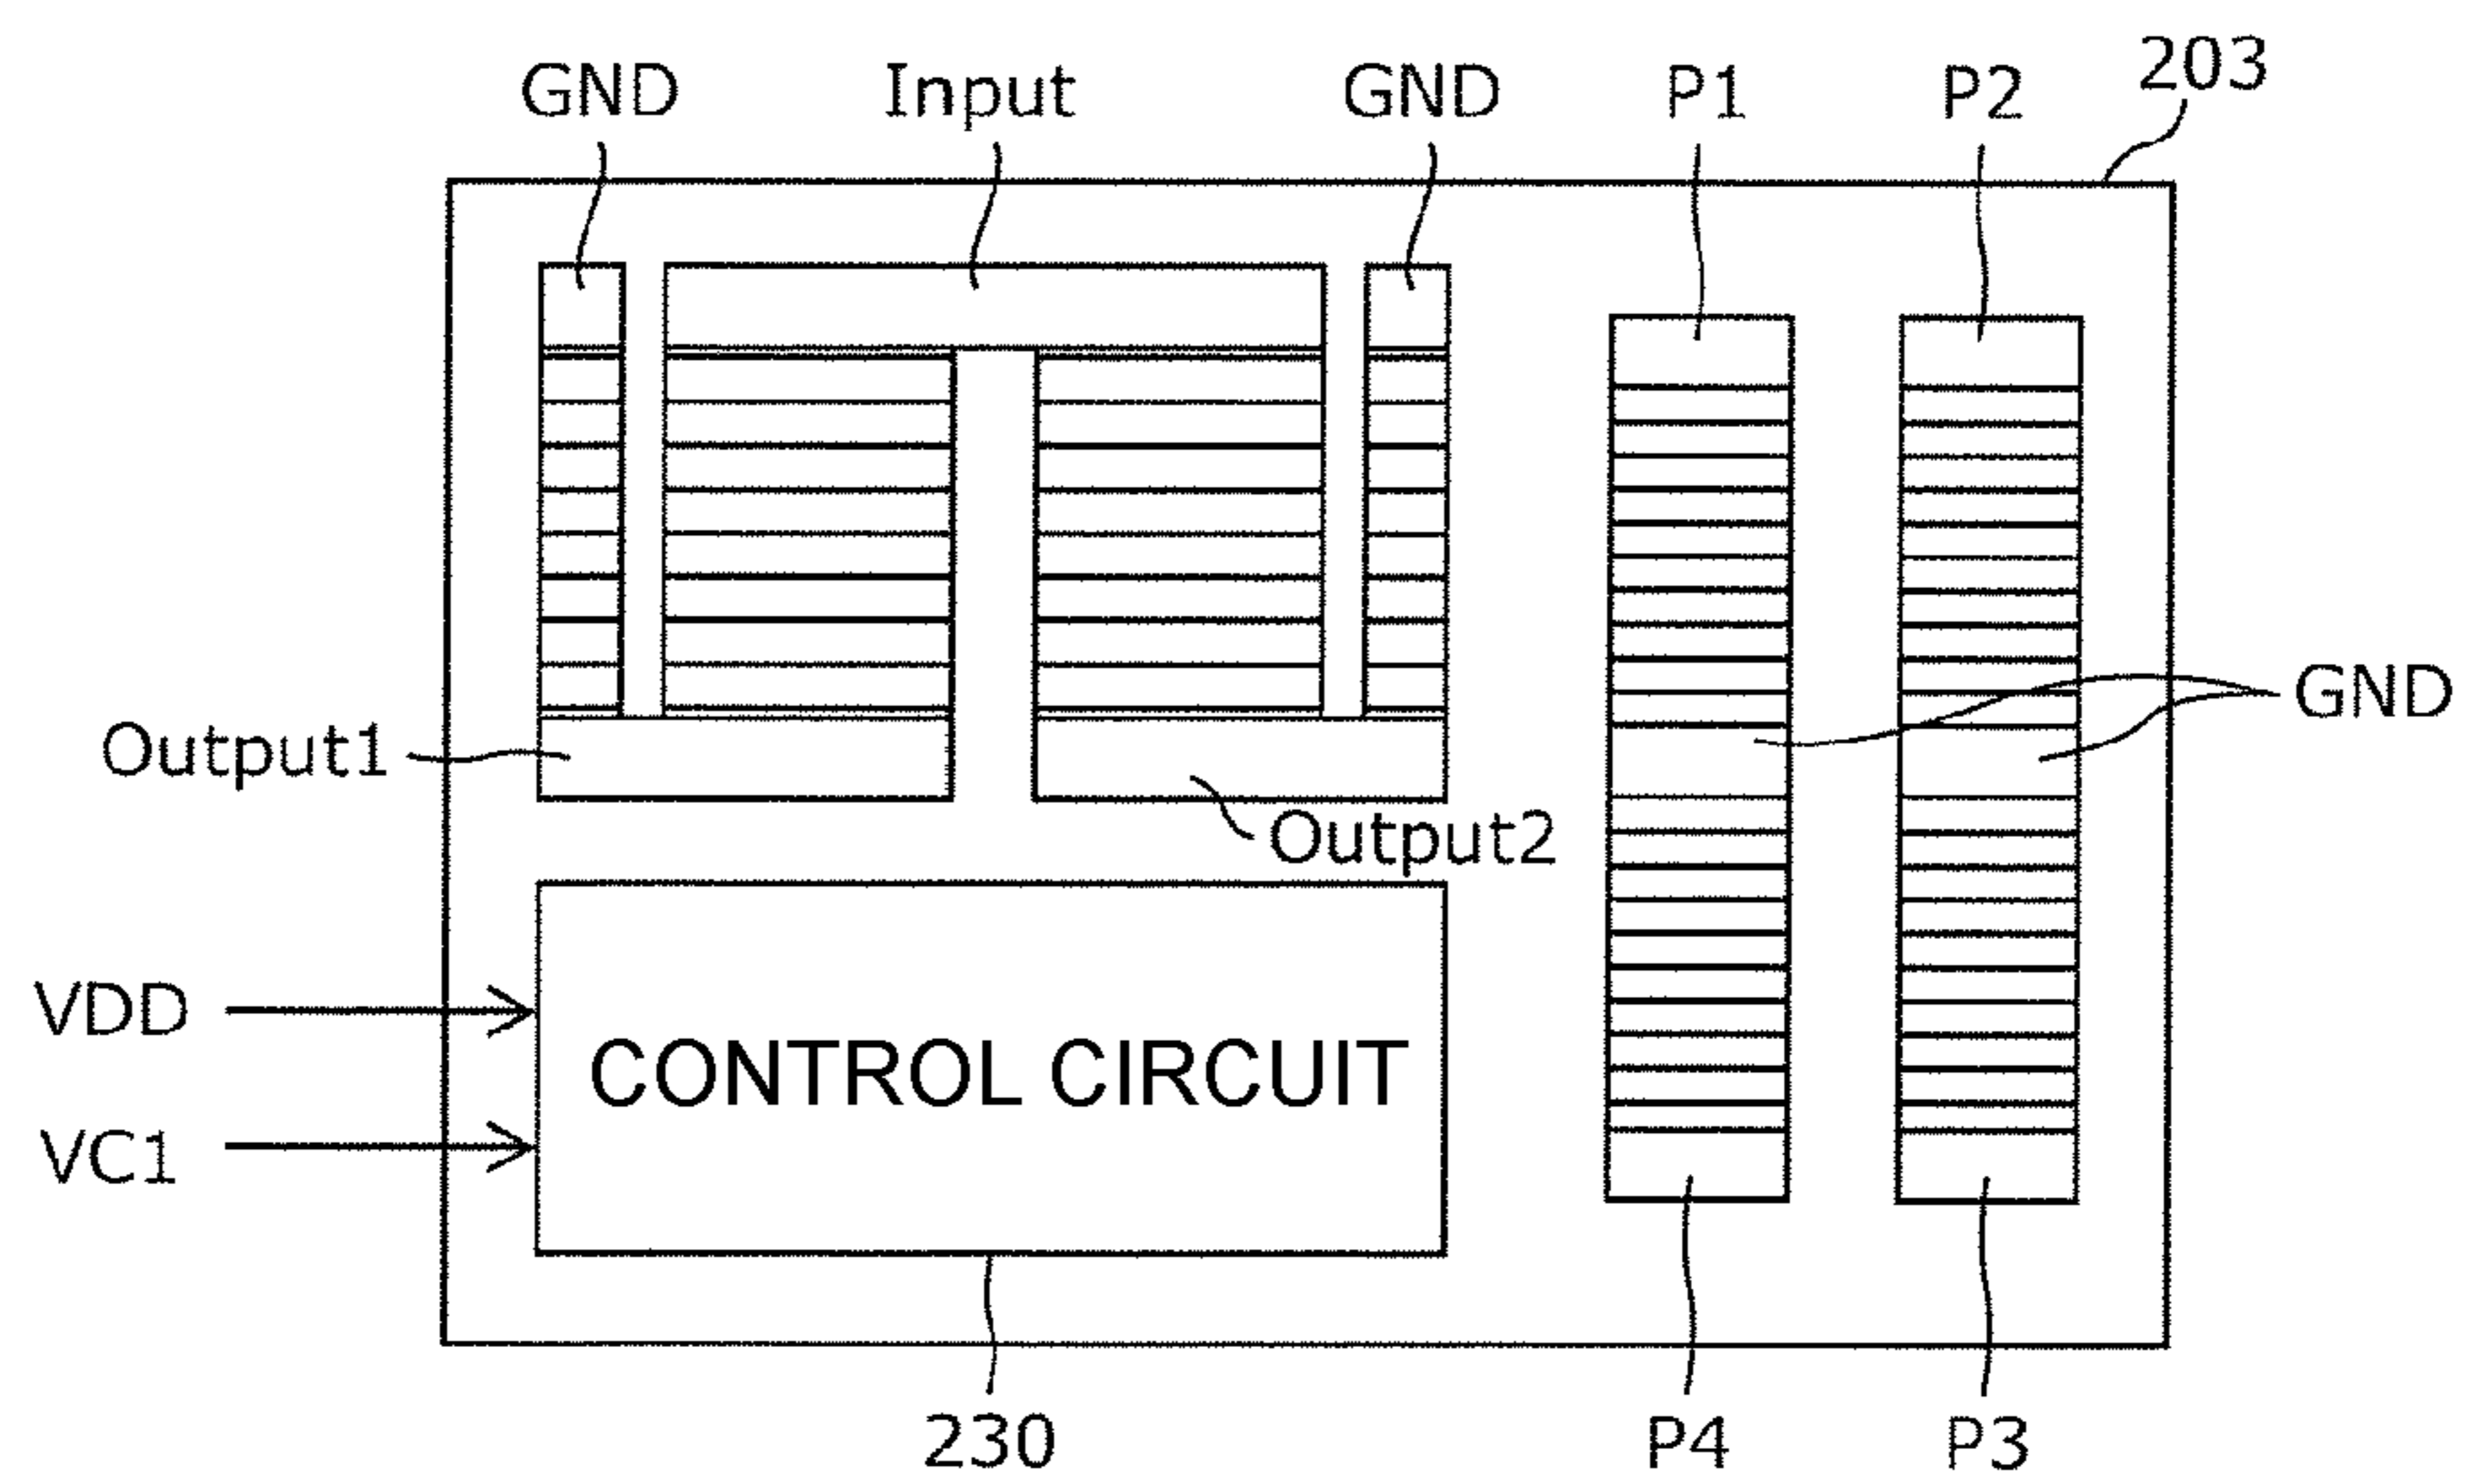 203
GND Input GND P1 P2
GND
Output1
Output2
VDD
CONTROL CIRCUIT
VC1
230 P4 P3